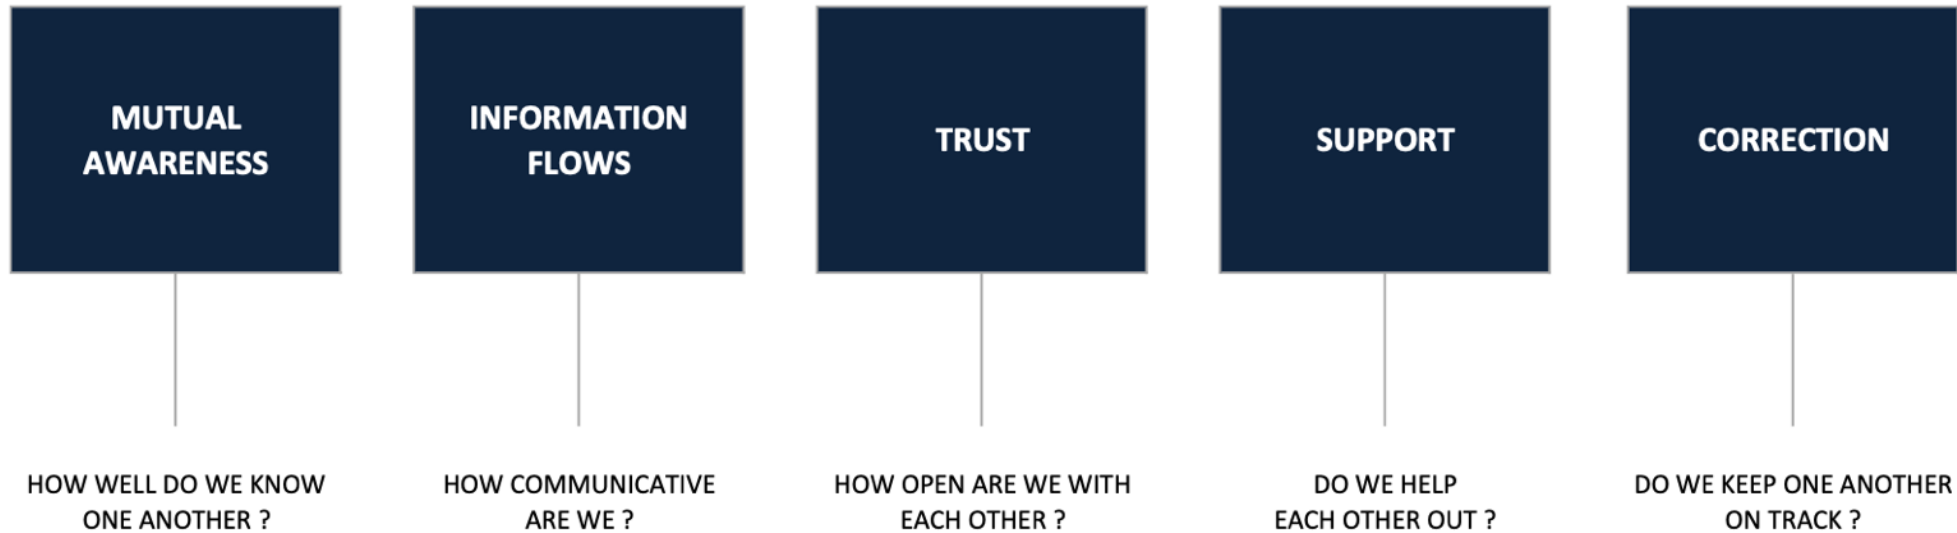 MUTUAL
AWARENESS
INFORMATION
FLOWS
TRUST
SUPPORT
CORRECTION
HOW WELL DO WE KNOW
ONE ANOTHER ?
HOW COMMUNICATIVE
ARE WE ?
HOW OPEN ARE WE WITH
EACH OTHER ?
DO WE HELP
EACH OTHER OUT ?
DO WE KEEP ONE ANOTHER
ON TRACK ?